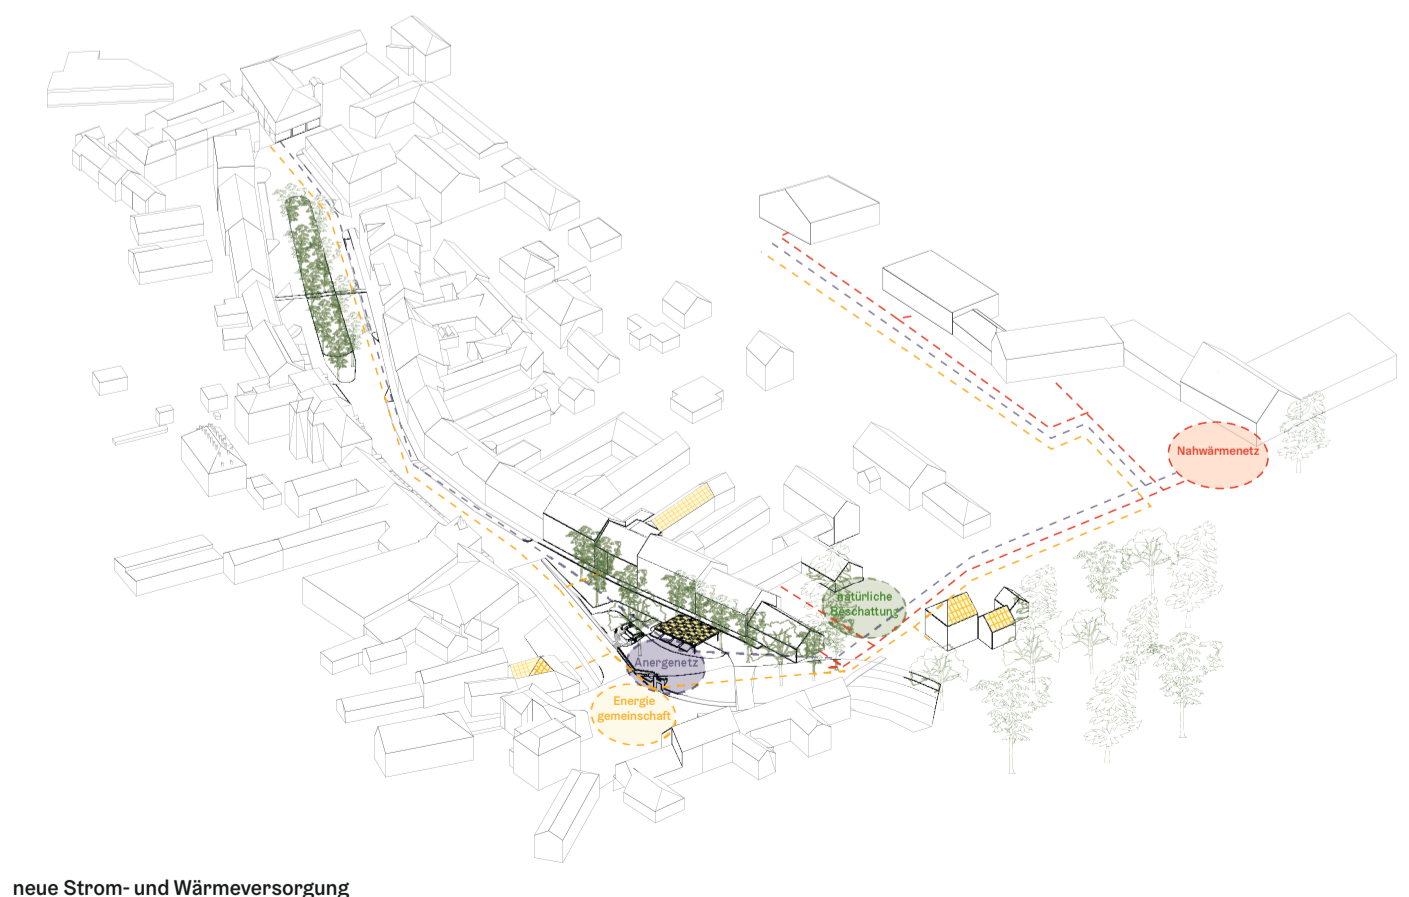 Nahwärmenetz
natürliche
Beschattung
Anergenetz
Energie
gemeinschaft
neue Strom- und Wärmeversorgung